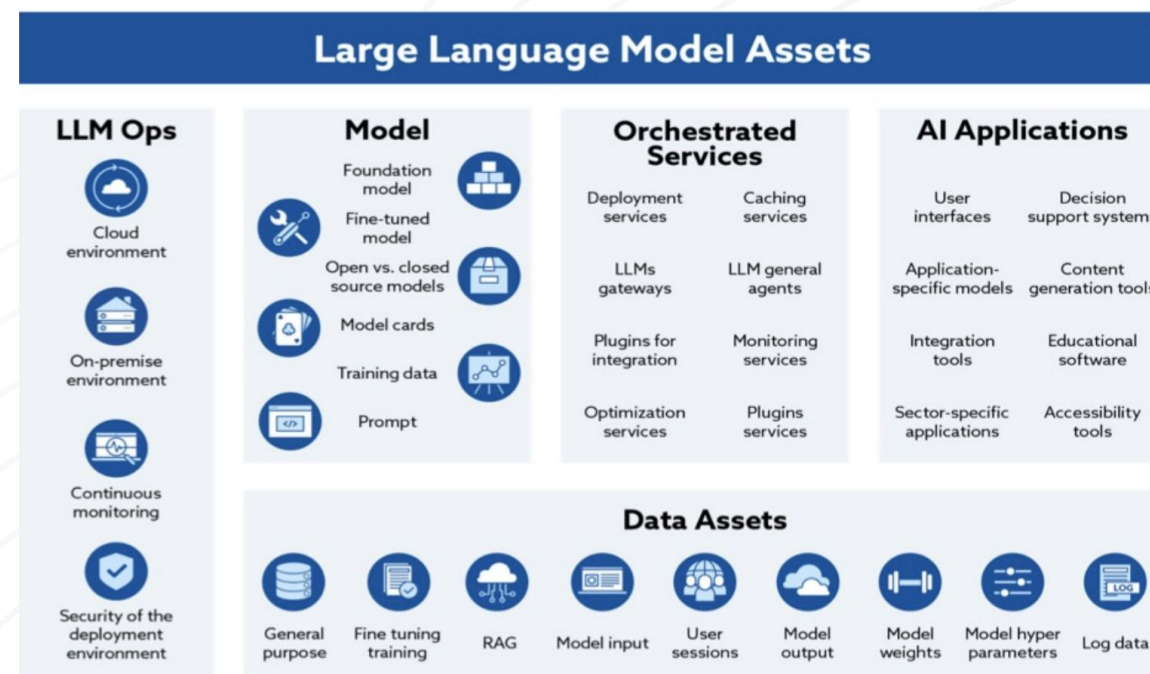 Large Language Model Assets
LLM Ops
Cloud
environment
On-premise
environment
Continuous
monitoring
Security of the
deployment
environment
Model
Foundation
model
Fine-tuned
model
Open vs. closed
source models
Model cards
Training data
Prompt
Orchestrated
Services
Deployment
services
Caching
services
LLMs
gateways
LLM general
agents
Plugins for
integration
Monitoring
services
Optimization
services
Plugins
services
AI Applications
User
interfaces
Decision
support system
Application-
specific models
Content
generation tools
Integration
tools
Educational
software
Sector-specific
applications
Accessibility
tools
Data Assets
General
purpose
Fine tuning
training
RAG
Model input
User
sessions
Model
output
Model
weights
Model hyper
parameters
LOG
Log data